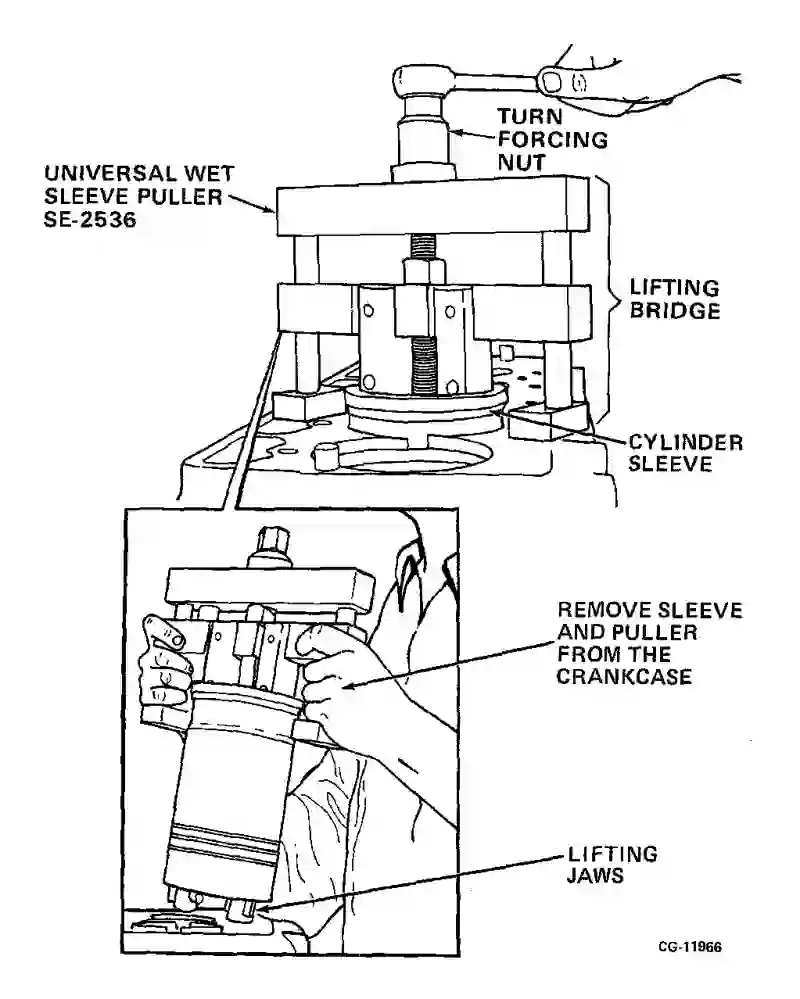 TURN
FORCING
NUT
UNIVERSAL WET
SLEEVE PULLER
SE-2536
LIFTING
BRIDGE
CYLINDER
SLEEVE
REMOVE SLEEVE
AND PULLER
FROM THE
CRANKCASE
LIFTING
JAWS
CG-11966